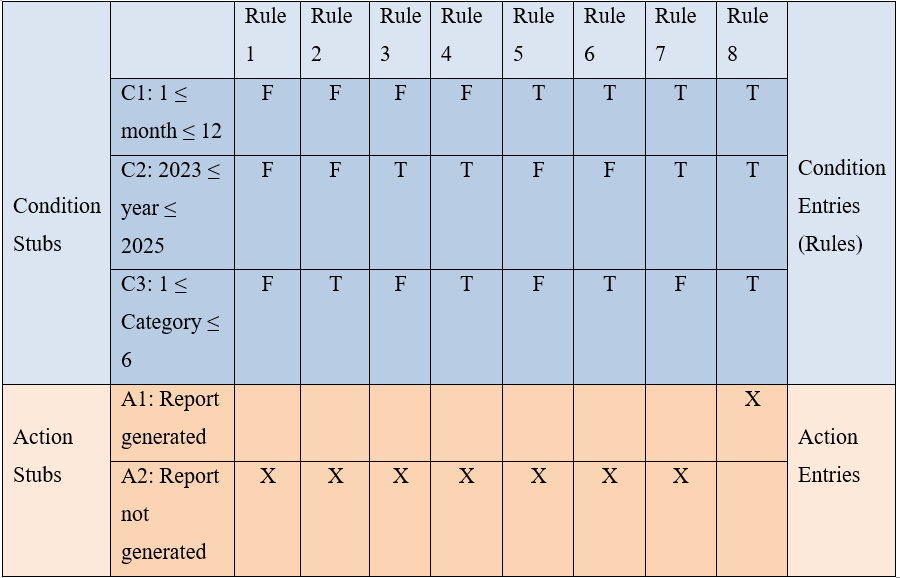 Rule 1 Rule 2 Rule 3 Rule 4 Rule 5 Rule 6 Rule 7 Rule 8
Condition Stubs
C1: 1 ≤ month ≤ 12 F F F F T T T T
C2: 2023 ≤ year ≤ 2025 F F T T F F T T
C3: 1 ≤ Category ≤ 6 F T F T F T F T
Condition Entries (Rules)
Action Stubs
A1: Report generated X
A2: Report not generated X X X X X X X
Action Entries